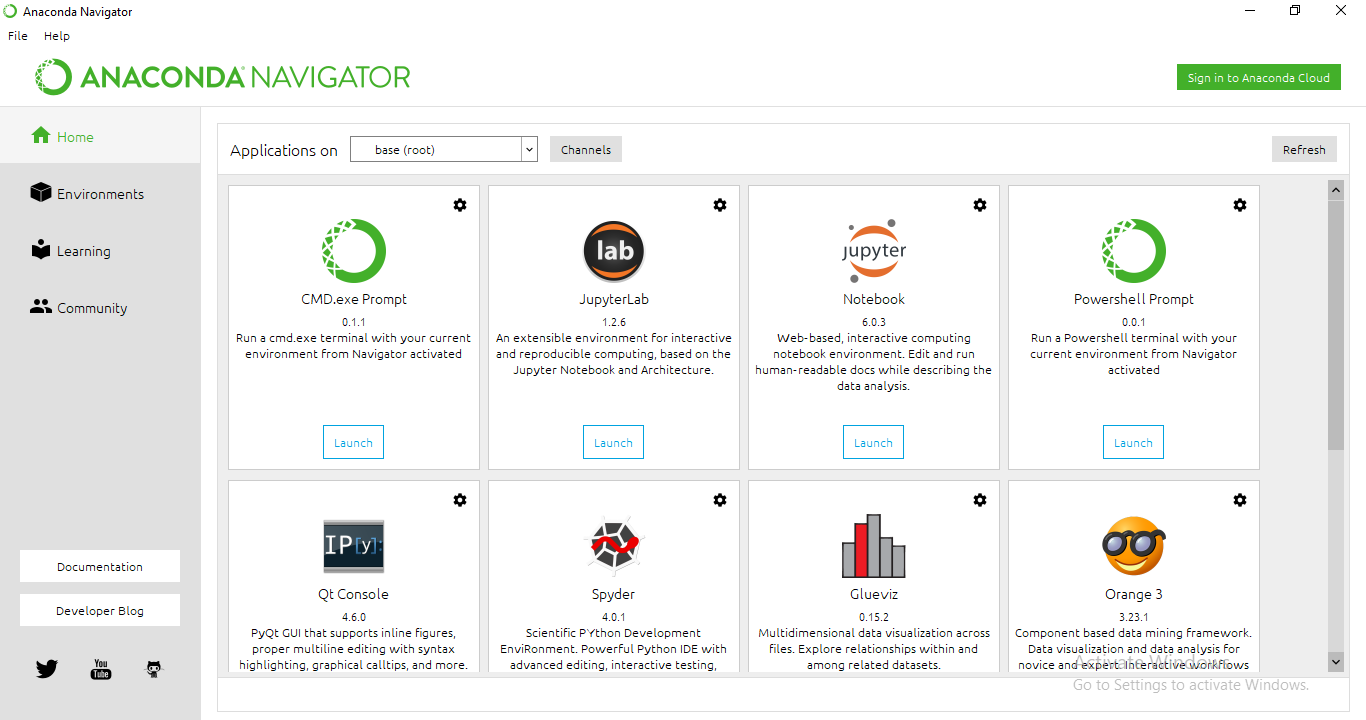 Anaconda Navigator
File Help
ANACONDA NAVIGATOR
Sign in to Anaconda Cloud
Home
Environments
Learning
Community
Documentation
Developer Blog
You
Tube
Applications on
base (root)
Channels
Refresh
CMD.exe Prompt
0.1.1
Run a cmd.exe terminal with your current
environment from Navigator activated
Launch
lab
JupyterLab
1.2.6
An extensible environment for interactive
and reproducible computing, based on the
Jupyter Notebook and Architecture.
Launch
jupyter
Notebook
6.0.3
Web-based, interactive computing
notebook environment. Edit and run
human-readable docs while describing the
data analysis.
Launch
Powershell Prompt
0.0.1
Run a Powershell terminal with your
current environment from Navigator
activated
Launch
IP[y]:
Qt Console
4.6.0
PyQt GUI that supports inline figures,
proper multiline editing with syntax
highlighting, graphical calltips, and more.
Spyder
4.0.1
Scientific PYthon Development
EnviRonment. Powerful Python IDE with
advanced editing, interactive testing,
Glueviz
0.15.2
Multidimensional data visualization across
files. Explore relationships within and
among related datasets.
Orange 3
3.23.1
Component based data mining framework.
Data visualization and data analysis for
novice and expert. Interactive workflows
Activate Windows
Go to Settings to activate Windows.